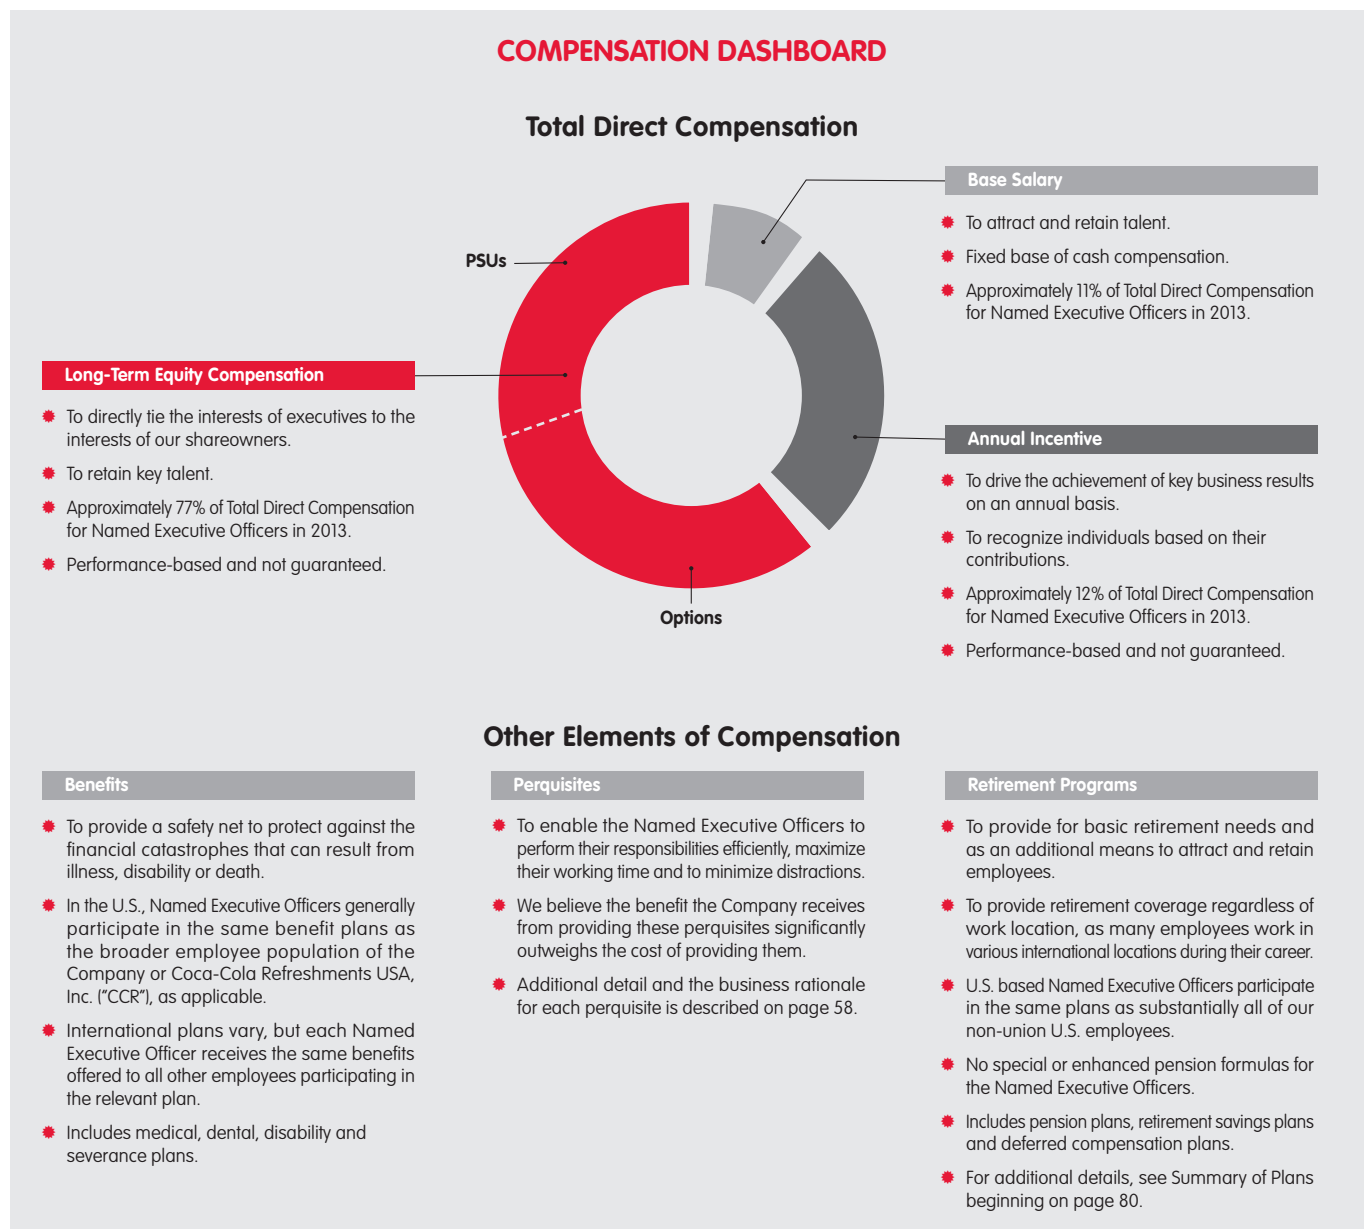 COMPENSATION DASHBOARD
Total Direct Compensation
PSUs
Options
Long-Term Equity Compensation
To directly tie the interests of executives to the
interests of our shareowners.
To retain key talent.
Approximately 77% of Total Direct Compensation
for Named Executive Officers in 2013.
Performance-based and not guaranteed.
Base Salary
To attract and retain talent.
Fixed base of cash compensation.
Approximately 11% of Total Direct Compensation
for Named Executive Officers in 2013.
Annual Incentive
To drive the achievement of key business results
on an annual basis.
To recognize individuals based on their
contributions.
Approximately 12% of Total Direct Compensation
for Named Executive Officers in 2013.
Performance-based and not guaranteed.
Other Elements of Compensation
Benefits
To provide a safety net to protect against the
financial catastrophes that can result from
illness, disability or death.
In the U.S., Named Executive Officers generally
participate in the same benefit plans as
the broader employee population of the
Company or Coca-Cola Refreshments USA,
Inc. (“CCR”), as applicable.
International plans vary, but each Named
Executive Officer receives the same benefits
offered to all other employees participating in
the relevant plan.
Includes medical, dental, disability and
severance plans.
Perquisites
To enable the Named Executive Officers to
perform their responsibilities efficiently, maximize
their working time and to minimize distractions.
We believe the benefit the Company receives
from providing these perquisites significantly
outweighs the cost of providing them.
Additional detail and the business rationale
for each perquisite is described on page 58.
Retirement Programs
To provide for basic retirement needs and
as an additional means to attract and retain
employees.
To provide retirement coverage regardless of
work location, as many employees work in
various international locations during their career.
U.S. based Named Executive Officers participate
in the same plans as substantially all of our
non-union U.S. employees.
No special or enhanced pension formulas for
the Named Executive Officers.
Includes pension plans, retirement savings plans
and deferred compensation plans.
For additional details, see Summary of Plans
beginning on page 80.